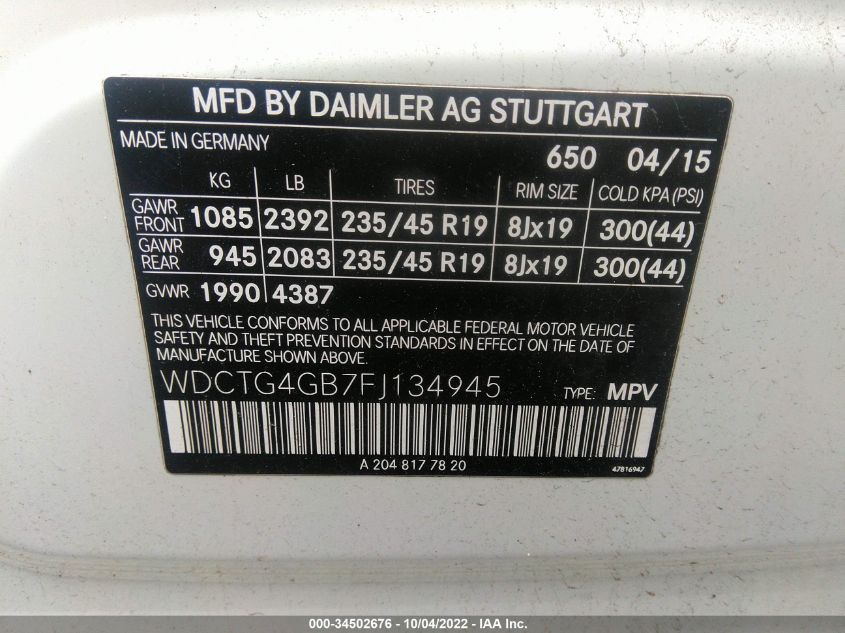 MFD BY DAIMLER AG STUTTGART
MADE IN GERMANY
650 04/15
KG LB TIRES RIM SIZE COLD KPA (PSI)
GAWR FRONT 1085 2392 235/45 R19 8Jx19 300(44)
GAWR REAR 945 2083 235/45 R19 8Jx19 300(44)
GVWR 1990 4387
THIS VEHICLE CONFORMS TO ALL APPLICABLE FEDERAL MOTOR VEHICLE
SAFETY AND THEFT PREVENTION STANDARDS IN EFFECT ON THE DATE OF
MANUFACTURE SHOWN ABOVE.
WDCTG4GB7FJ134945 TYPE: MPV
A 204 817 78 20
47816947
000-34502676 - 10/04/2022 - IAA Inc.